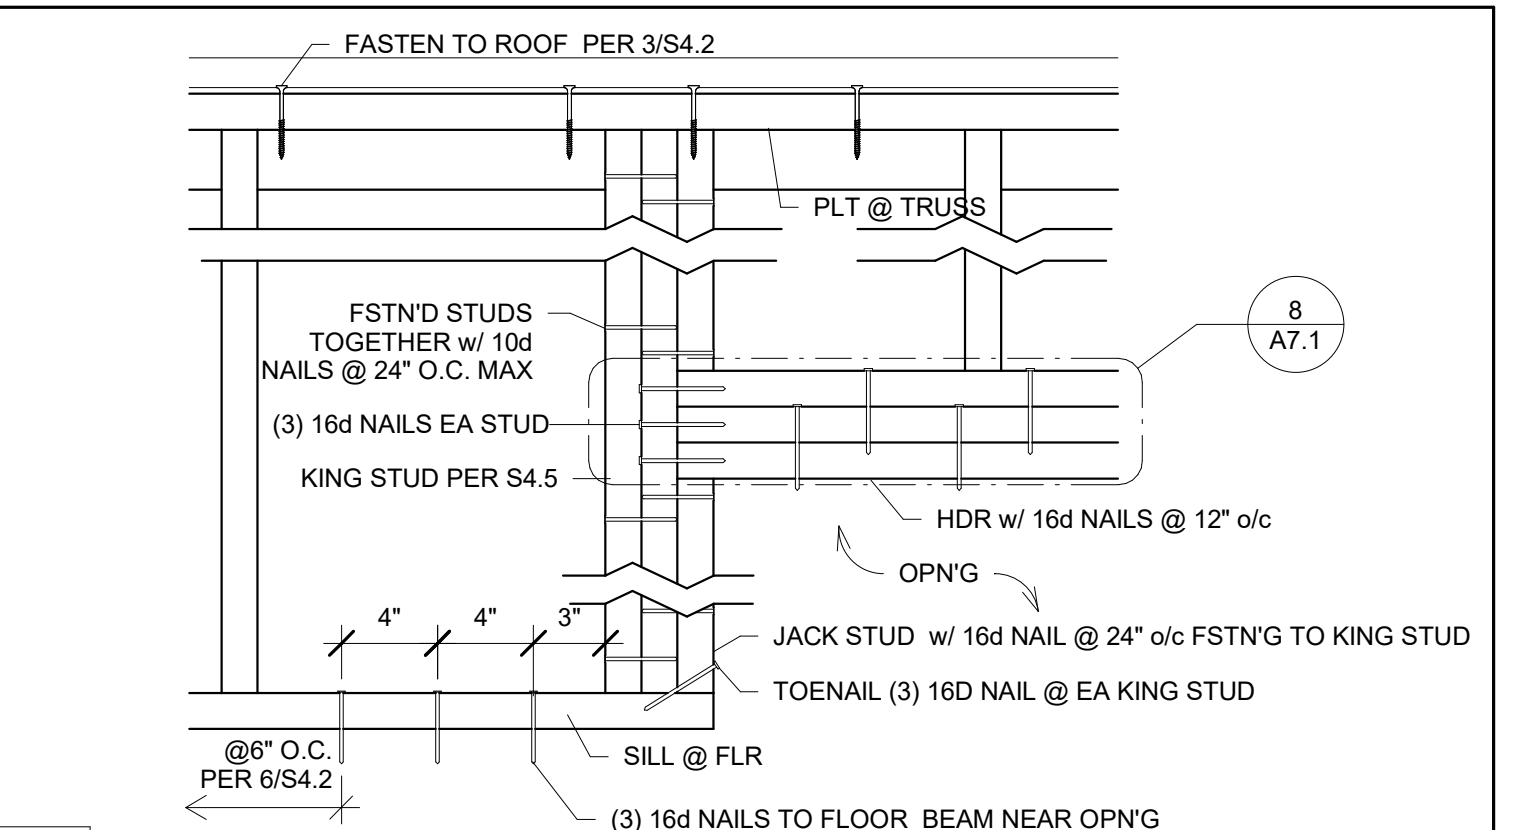 FASTEN TO ROOF PER 3/S4.2
PLT @ TRUSS
FSTN'D STUDS
TOGETHER w/ 10d
NAILS @ 24" O.C. MAX
8
A7.1
(3) 16d NAILS EA STUD
KING STUD PER S4.5
HDR w/ 16d NAILS @ 12" o/c
OPN'G
4"
4"
3"
JACK STUD w/ 16d NAIL @ 24" o/c FSTN'G TO KING STUD
TOENAIL (3) 16D NAIL @ EA KING STUD
@6" O.C.
PER 6/S4.2
SILL @ FLR
(3) 16d NAILS TO FLOOR BEAM NEAR OPN'G